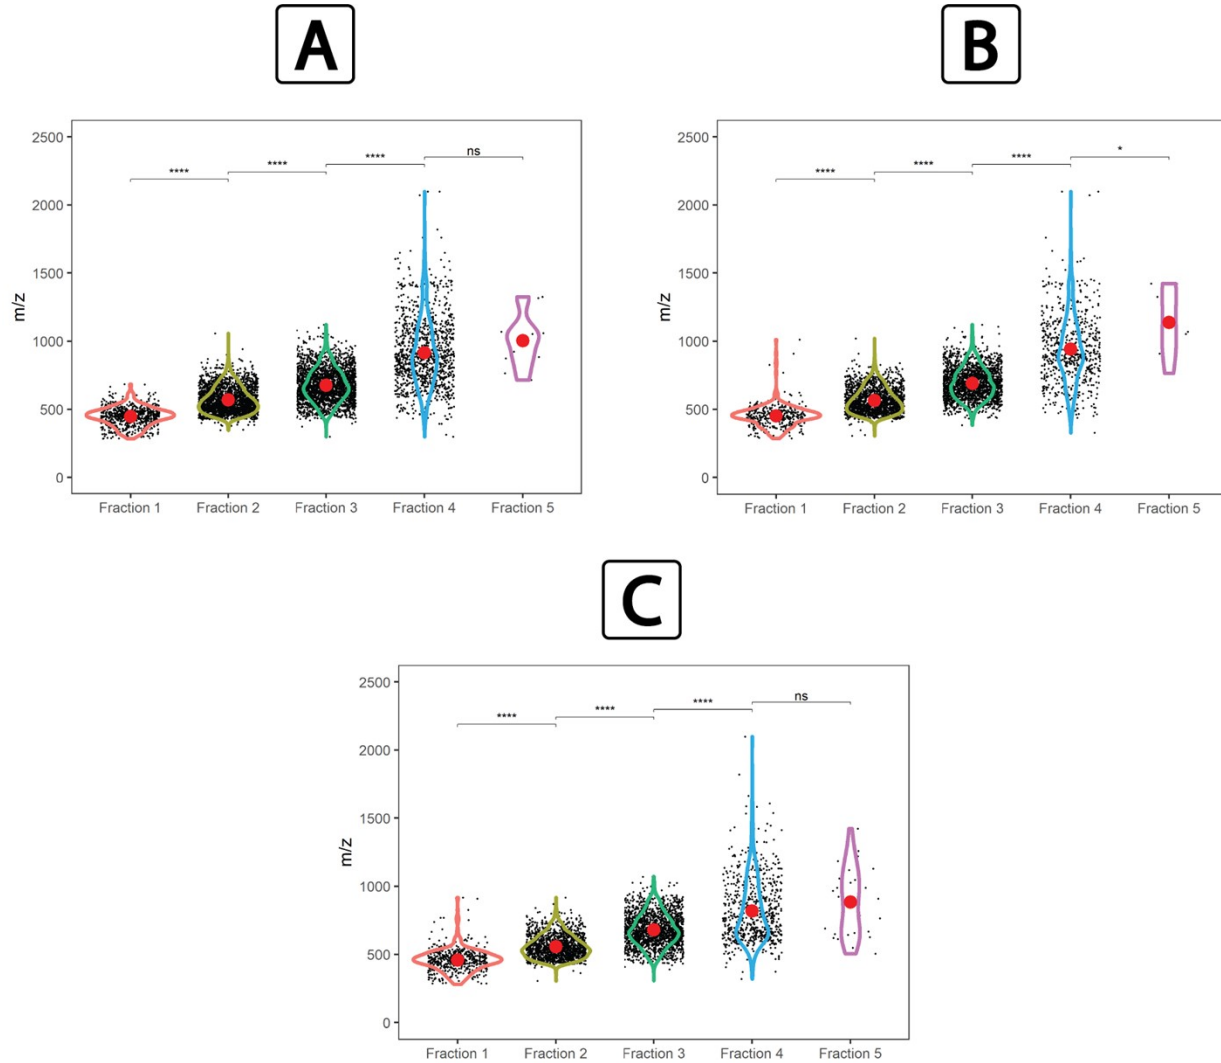 A
B
2500
2000
1500
1000
500
0
m/z
**** **** **** ns
Fraction 1 Fraction 2 Fraction 3 Fraction 4 Fraction 5
2500
2000
1500
1000
500
0
m/z
**** **** **** *
Fraction 1 Fraction 2 Fraction 3 Fraction 4 Fraction 5
C
2500
2000
1500
1000
500
0
m/z
**** **** **** ns
Fraction 1 Fraction 2 Fraction 3 Fraction 4 Fraction 5